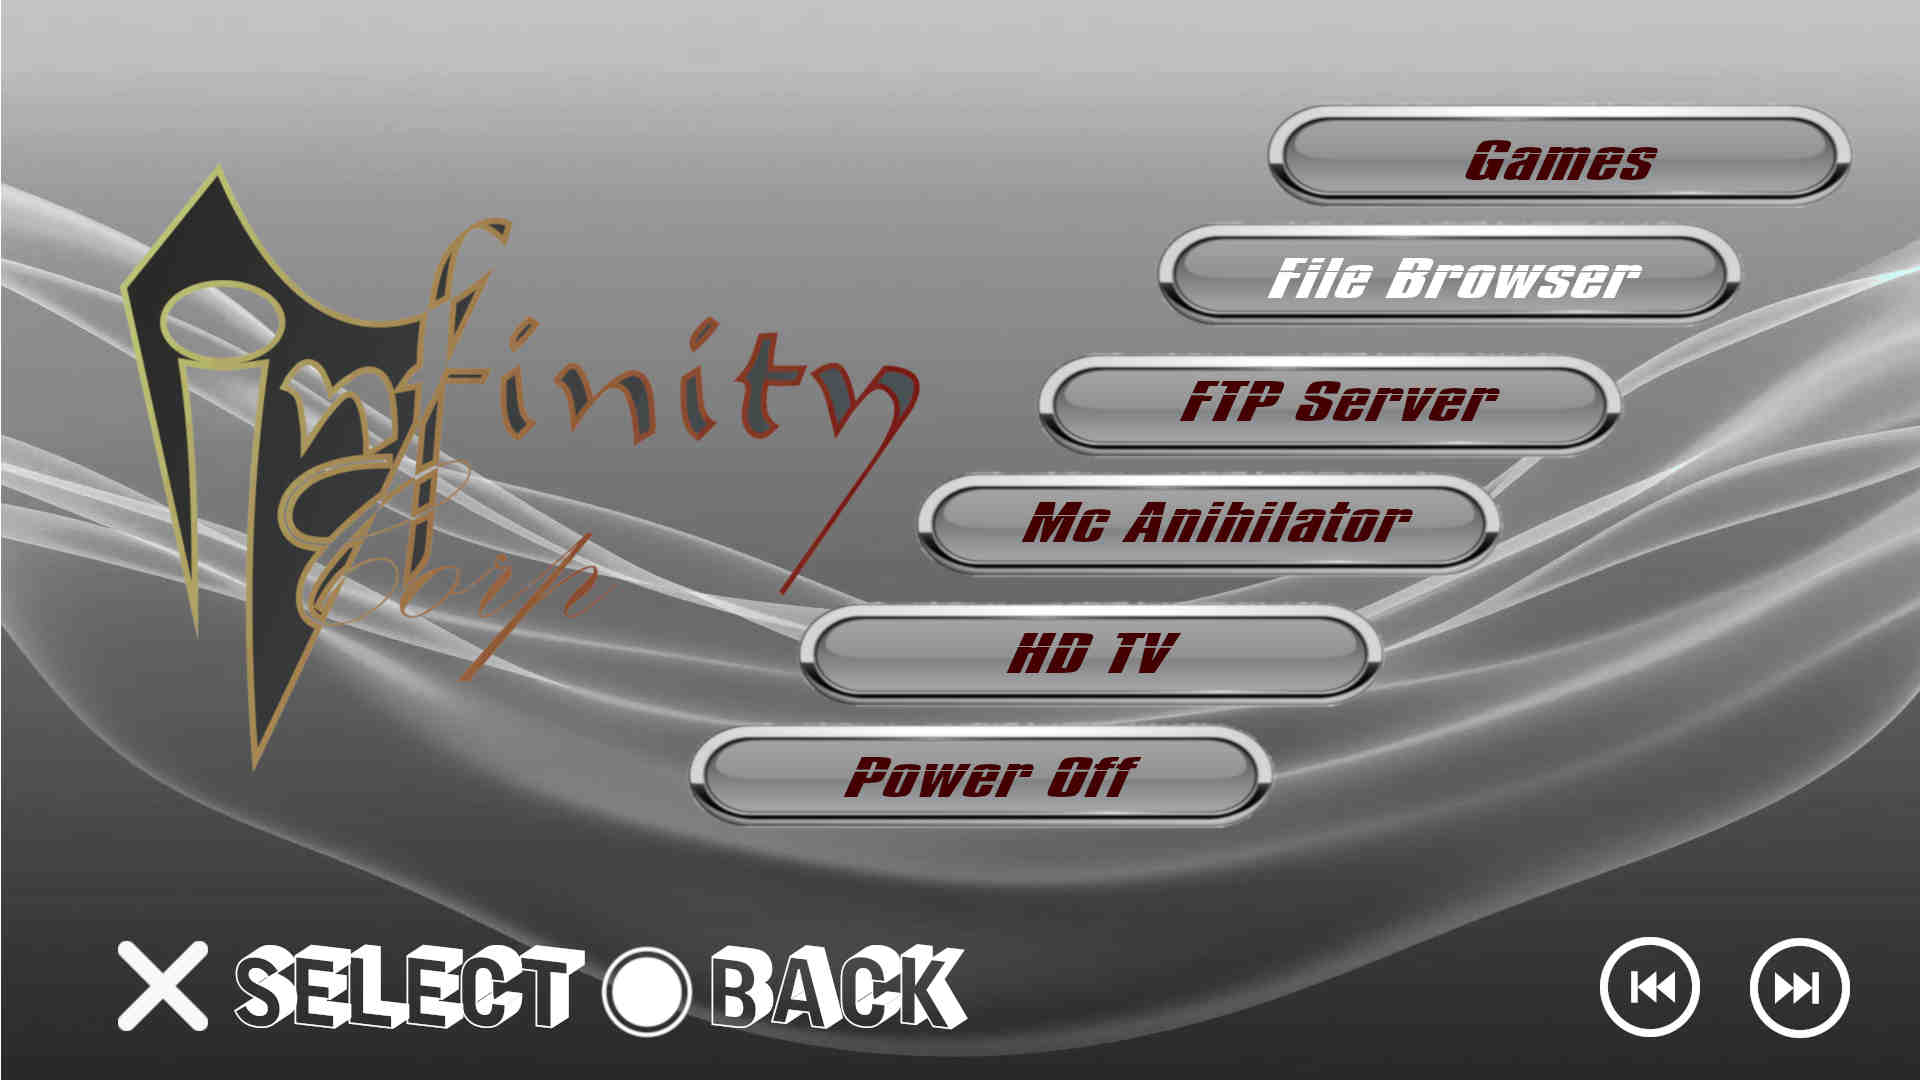 Infinity
Corp
Games
File Browser
FTP Server
Mc Anihilator
HD TV
Power Off
SELECT BACK